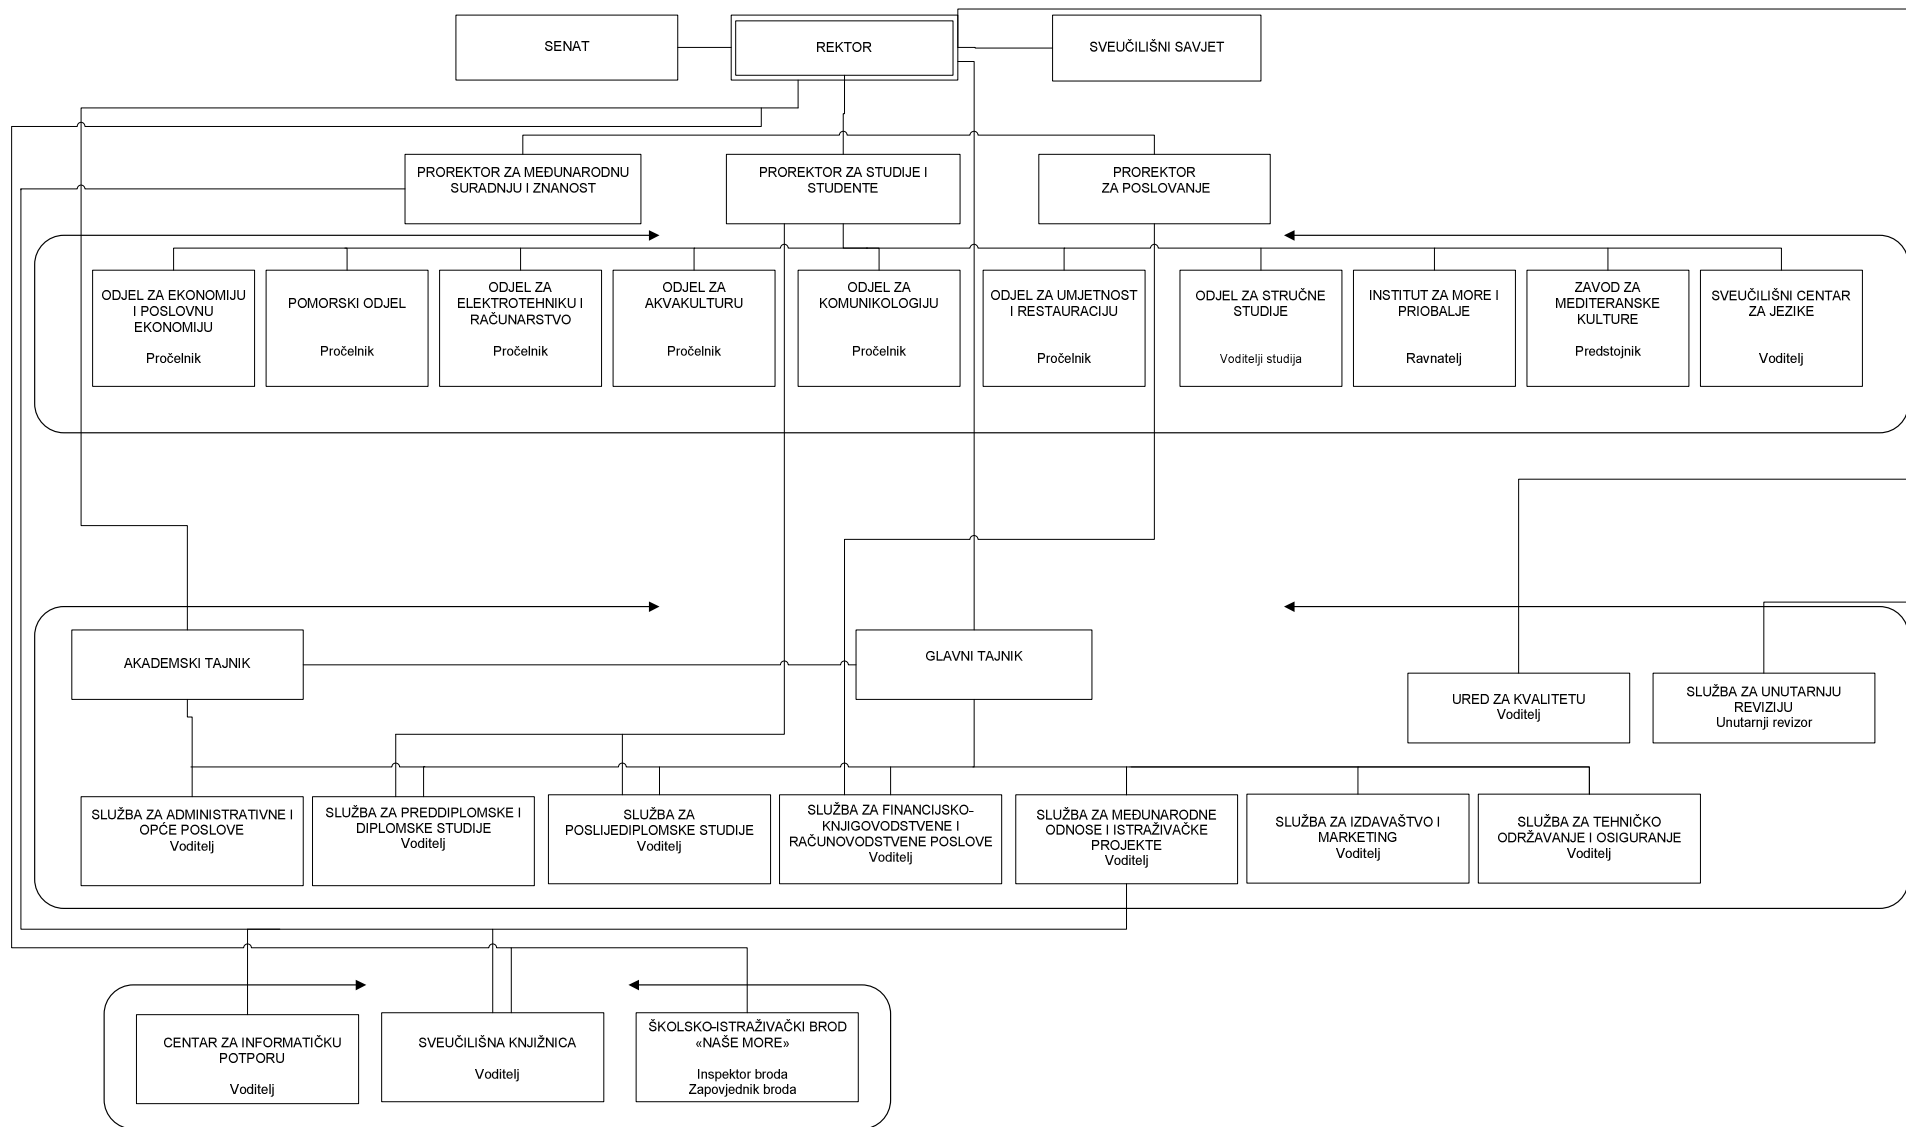 SENAT
REKTOR
SVEUČILIŠNI SAVJET
PROREKTOR ZA MEĐUNARODNU
SURADNJU I ZNANOST
PROREKTOR ZA STUDIJE I
STUDENTE
PROREKTOR
ZA POSLOVANJE
ODJEL ZA EKONOMIJU
I POSLOVNU
EKONOMIJU
Pročelnik
POMORSKI ODJEL
Pročelnik
ODJEL ZA
ELEKTROTEHNIKU I
RAČUNARSTVO
Pročelnik
ODJEL ZA
AKVAKULTURU
Pročelnik
ODJEL ZA
KOMUNIKOLOGIJU
Pročelnik
ODJEL ZA UMJETNOST
I RESTAURACIJU
Pročelnik
ODJEL ZA STRUČNE
STUDIJE
Voditelji studija
INSTITUT ZA MORE I
PRIOBALJE
Ravnatelj
ZAVOD ZA
MEDITERANSKE
KULTURE
Predstojnik
SVEUČILIŠNI CENTAR
ZA JEZIKE
Voditelj
AKADEMSKI TAJNIK
GLAVNI TAJNIK
URED ZA KVALITETU
Voditelj
SLUŽBA ZA UNUTARNJU
REVIZIJU
Unutarnji revizor
SLUŽBA ZA ADMINISTRATIVNE I
OPĆE POSLOVE
Voditelj
SLUŽBA ZA PREDDIPLOMSKE I
DIPLOMSKE STUDIJE
Voditelj
SLUŽBA ZA
POSLIJEDIPLOMSKE STUDIJE
Voditelj
SLUŽBA ZA FINANCIJSKO-
KNJIGOVODSTVENE I
RAČUNOVODSTVENE POSLOVE
Voditelj
SLUŽBA ZA MEĐUNARODNE
ODNOSE I ISTRAŽIVAČKE
PROJEKTE
Voditelj
SLUŽBA ZA IZDAVAŠTVO I
MARKETING
Voditelj
SLUŽBA ZA TEHNIČKO
ODRŽAVANJE I OSIGURANJE
Voditelj
CENTAR ZA INFORMATIČKU
POTPORU
Voditelj
SVEUČILIŠNA KNJIŽNICA
Voditelj
ŠKOLSKO-ISTRAŽIVAČKI BROD
«NAŠE MORE»
Inspektor broda
Zapovjednik broda